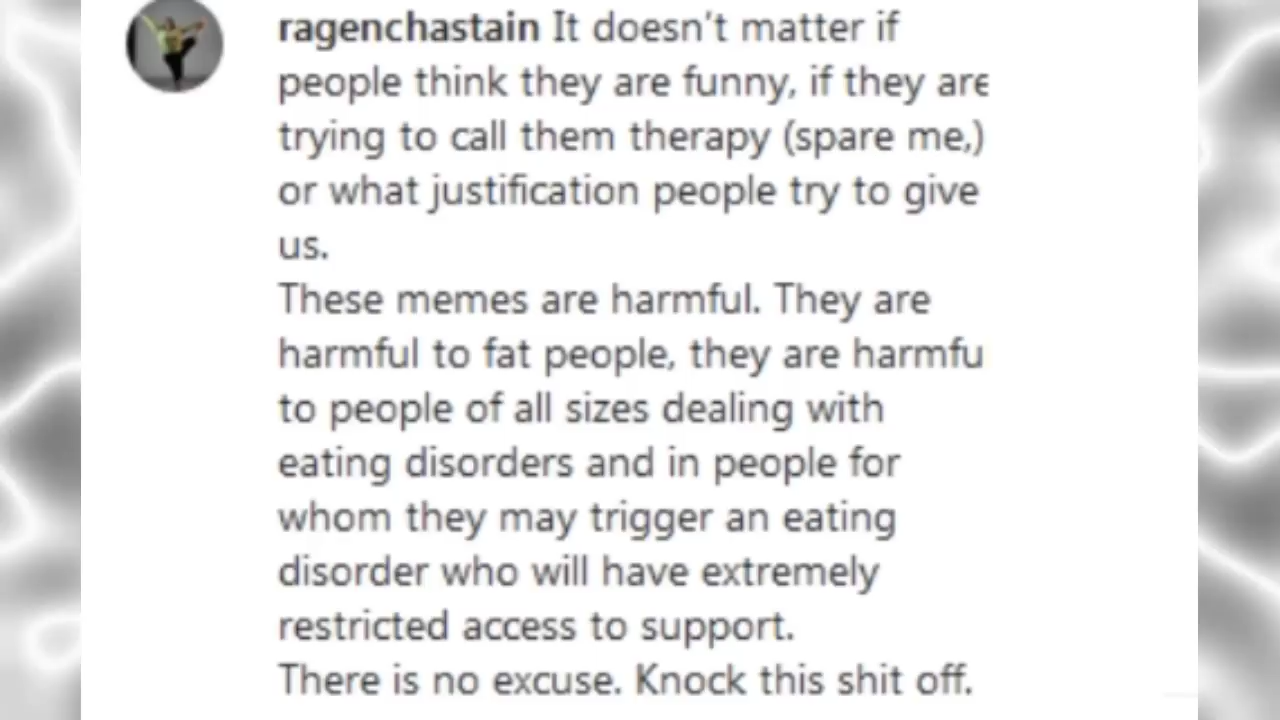 ragenchastain It doesn't matter if
people think they are funny, if they are
trying to call them therapy (spare me,)
or what justification people try to give
us.
These memes are harmful. They are
harmful to fat people, they are harmfu
to people of all sizes dealing with
eating disorders and in people for
whom they may trigger an eating
disorder who will have extremely
restricted access to support.
There is no excuse. Knock this shit off.